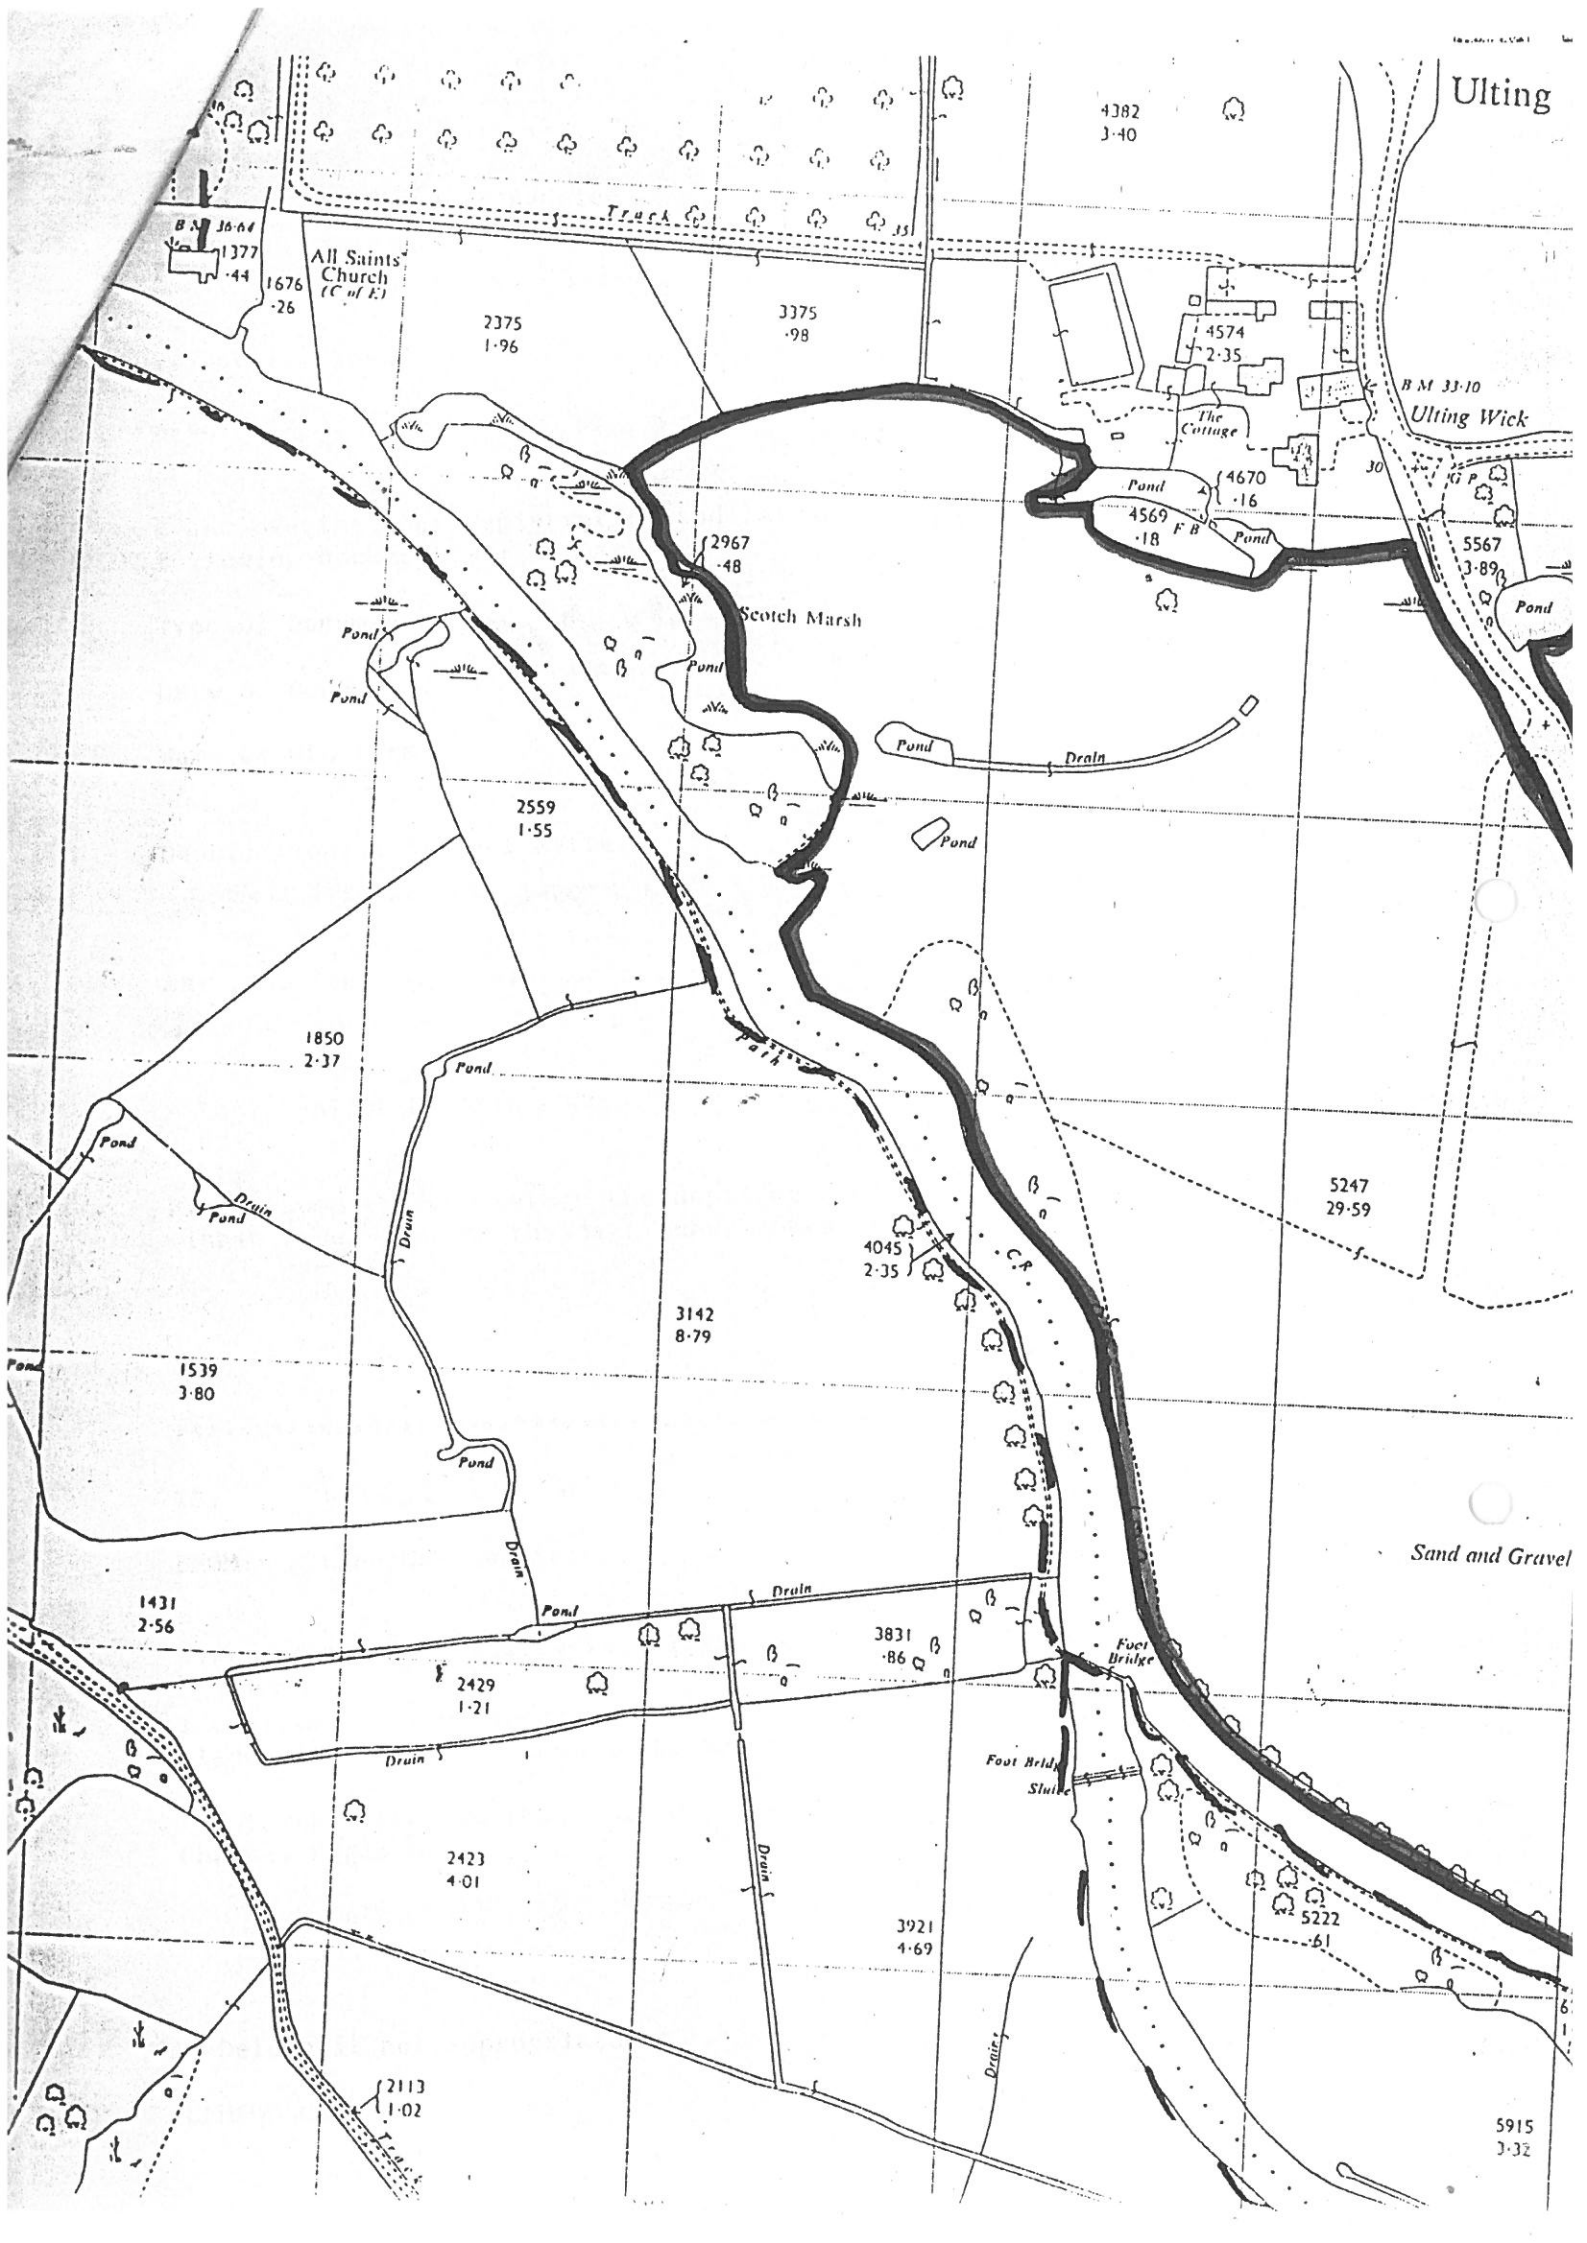 Ulting
4382
3·40
Track
35
B M 36·64
1377
·44
All Saints'
Church
(C of E)
1676
·26
2375
1·96
3375
·98
4574
2·35
B M 33·10
Ulting Wick
The
Cottage
30
G P
Pond
4670
·16
4569
·18
F B
Pond
5567
3·89
Pond
2967
·48
Scotch Marsh
Pond
Pond
Pond
Pond
Drain
2559
1·55
Pond
1850
2·37
Path
Pond
Pond
Drain
Pond
Drain
5247
29·59
4045
2·35
C R
3142
8·79
Pond
1539
3·80
Pond
Sand and Gravel
Drain
Drain
1431
2·56
Pond
3831
·86
Foot
Bridge
2429
1·21
Drain
Foot Bridg
Sluice
Drain
2423
4·01
3921
4·69
5222
·61
6
1
Drain
2113
1·02
Track
5915
3·32